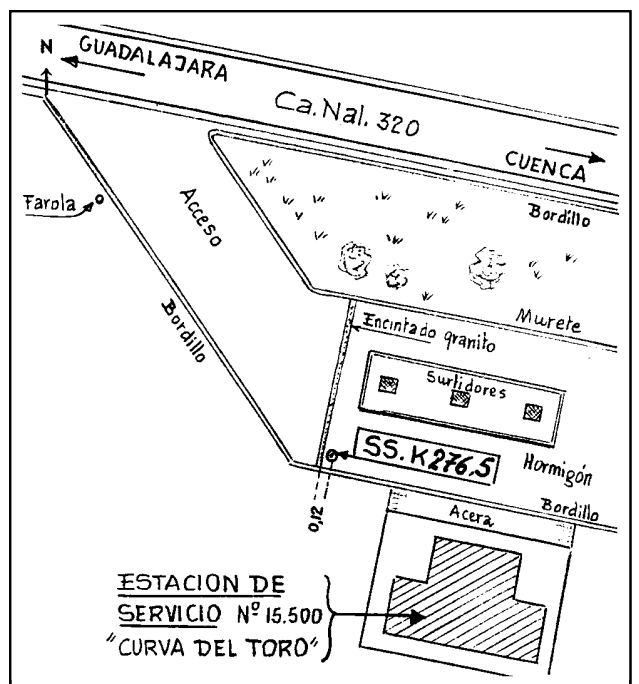 N
GUADALAJARA
Ca.Nal. 320
CUENCA
Farola
Acceso
Bordillo
Bordillo
Murete
Encintado granito
Surtidores
SS.K276,5
Hormigón
Bordillo
0,12
Acera
ESTACION DE
SERVICIO Nº 15.500
"CURVA DEL TORO"